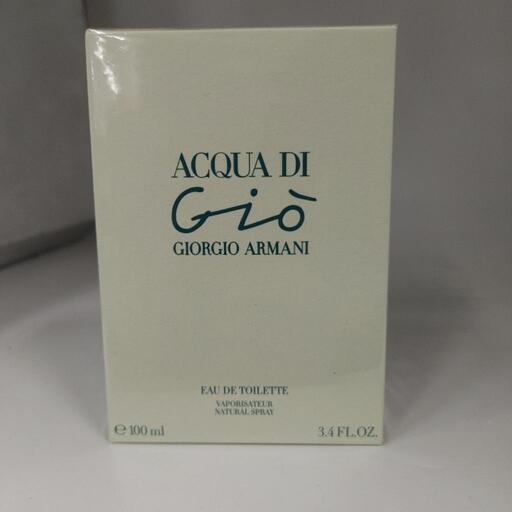 ACQUA DI
Giò
GIORGIO ARMANI
EAU DE TOILETTE
VAPORISATEUR
NATURAL SPRAY
℮ 100 ml 3.4 FL.OZ.